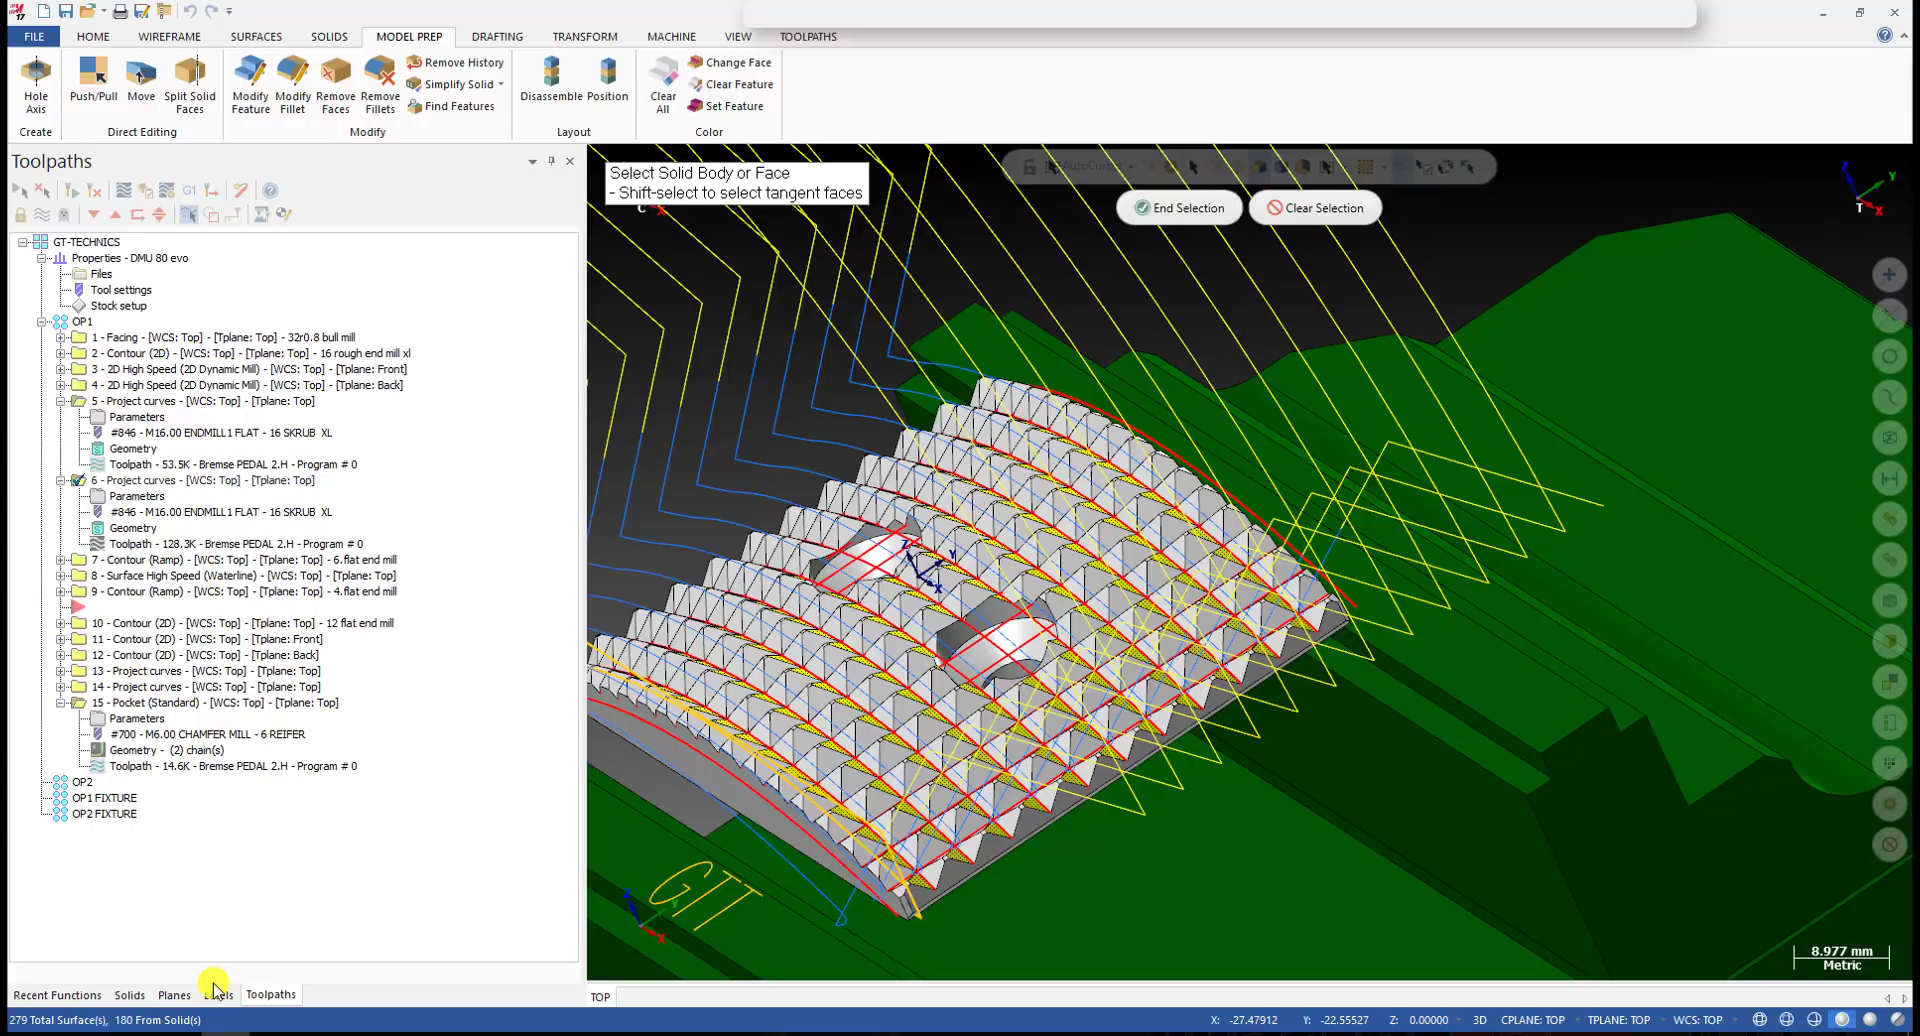 17
FILE HOME WIREFRAME SURFACES SOLIDS MODEL PREP DRAFTING TRANSFORM MACHINE VIEW TOOLPATHS
Hole Axis
Push/Pull
Move
Split Solid Faces
Modify Feature
Modify Fillet
Remove Faces
Remove Fillets
Remove History
Simplify Solid
Find Features
Disassemble
Position
Clear All
Change Face
Clear Feature
Set Feature
Create Direct Editing Modify Layout Color
Toolpaths
G1
GT-TECHNICS
Properties - DMU 80 evo
Files
Tool settings
Stock setup
OP1
1 - Facing - [WCS: Top] - [Tplane: Top] - 32r0.8 bull mill
2 - Contour (2D) - [WCS: Top] - [Tplane: Top] - 16 rough end mill xl
3 - 2D High Speed (2D Dynamic Mill) - [WCS: Top] - [Tplane: Front]
4 - 2D High Speed (2D Dynamic Mill) - [WCS: Top] - [Tplane: Back]
5 - Project curves - [WCS: Top] - [Tplane: Top]
Parameters
#846 - M16.00 ENDMILL1 FLAT - 16 SKRUB XL
Geometry
Toolpath - 53.5K - Bremse PEDAL 2.H - Program # 0
6 - Project curves - [WCS: Top] - [Tplane: Top]
Parameters
#846 - M16.00 ENDMILL1 FLAT - 16 SKRUB XL
Geometry
Toolpath - 128.3K - Bremse PEDAL 2.H - Program # 0
7 - Contour (Ramp) - [WCS: Top] - [Tplane: Top] - 6.flat end mill
8 - Surface High Speed (Waterline) - [WCS: Top] - [Tplane: Top]
9 - Contour (Ramp) - [WCS: Top] - [Tplane: Top] - 4.flat end mill
10 - Contour (2D) - [WCS: Top] - [Tplane: Top] - 12 flat end mill
11 - Contour (2D) - [WCS: Top] - [Tplane: Front]
12 - Contour (2D) - [WCS: Top] - [Tplane: Back]
13 - Project curves - [WCS: Top] - [Tplane: Top]
14 - Project curves - [WCS: Top] - [Tplane: Top]
15 - Pocket (Standard) - [WCS: Top] - [Tplane: Top]
Parameters
#700 - M6.00 CHAMFER MILL - 6 REIFER
Geometry - (2) chain(s)
Toolpath - 14.6K - Bremse PEDAL 2.H - Program # 0
OP2
OP1 FIXTURE
OP2 FIXTURE
Recent Functions Solids Planes Levels Toolpaths
Select Solid Body or Face
- Shift-select to select tangent faces
AutoCursor
End Selection Clear Selection
C X
Z Y T X
Z Y X
GTT
Z Y X
8.977 mm
Metric
TOP
279 Total Surface(s), 180 From Solid(s)
X: -27.47912 Y: -22.55527 Z: 0.00000 3D CPLANE: TOP TPLANE: TOP WCS: TOP